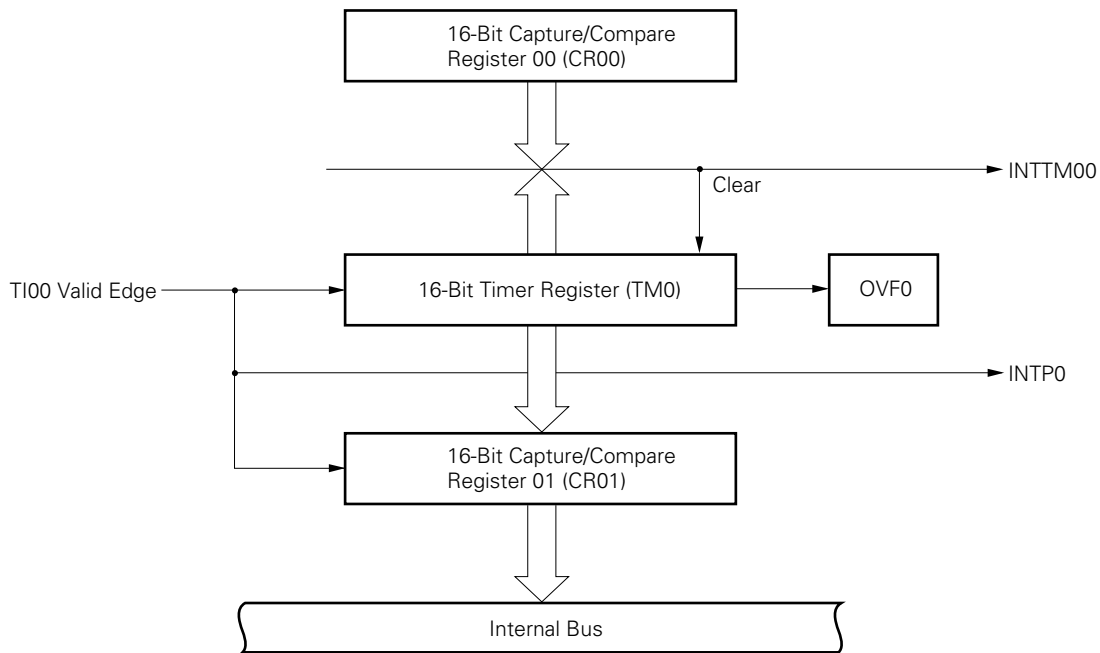 16-Bit Capture/Compare
Register 00 (CR00)
INTTM00
Clear
TI00 Valid Edge
16-Bit Timer Register (TM0)
OVF0
INTP0
16-Bit Capture/Compare
Register 01 (CR01)
Internal Bus